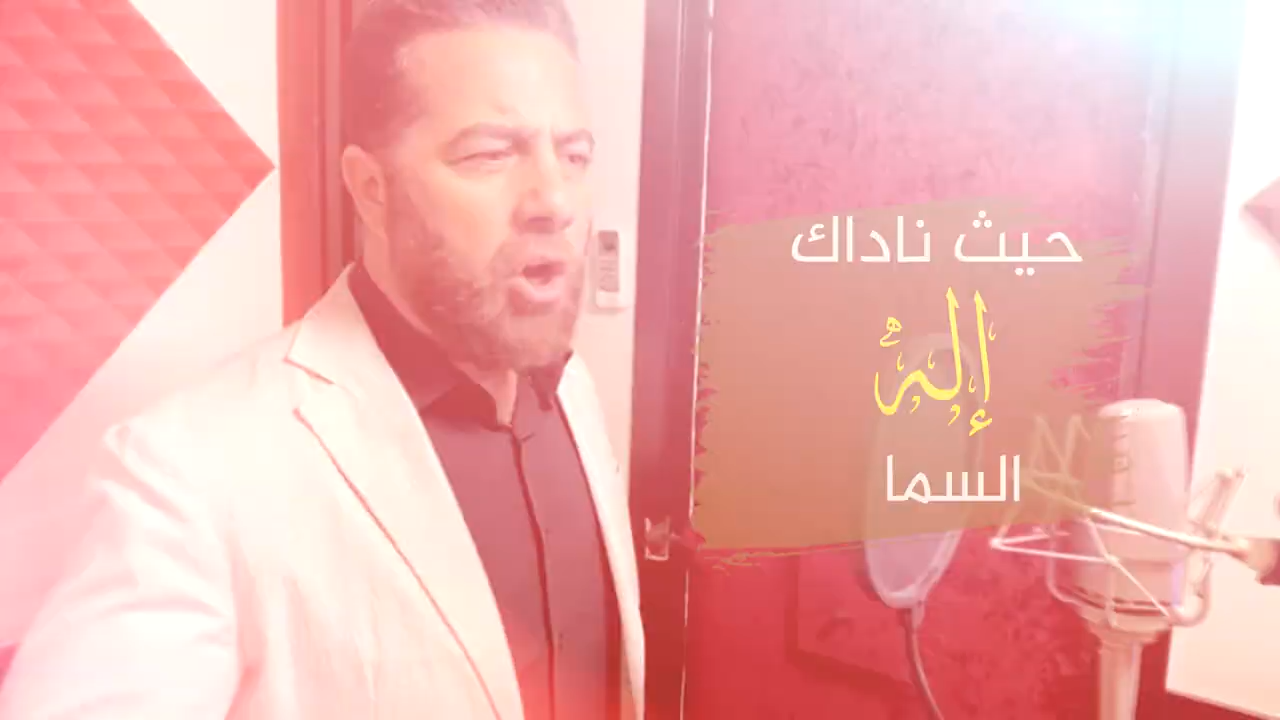 حيث ناداك
إله
السما